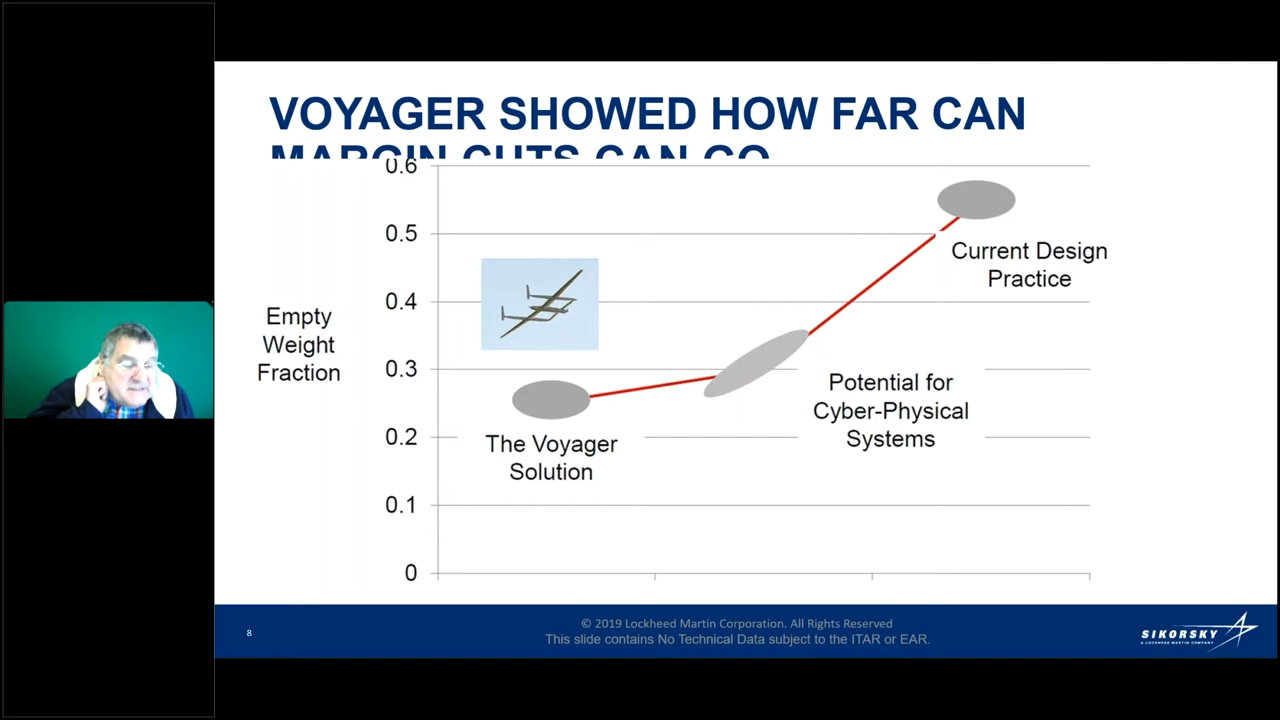 VOYAGER SHOWED HOW FAR CAN
MARGIN CUTS CAN GO
0.6
0.5
0.4
0.3
0.2
0.1
0
Empty
Weight
Fraction
The Voyager
Solution
Potential for
Cyber-Physical
Systems
Current Design
Practice
8
© 2019 Lockheed Martin Corporation. All Rights Reserved
This slide contains No Technical Data subject to the ITAR or EAR.
SIKORSKY
A LOCKHEED MARTIN COMPANY